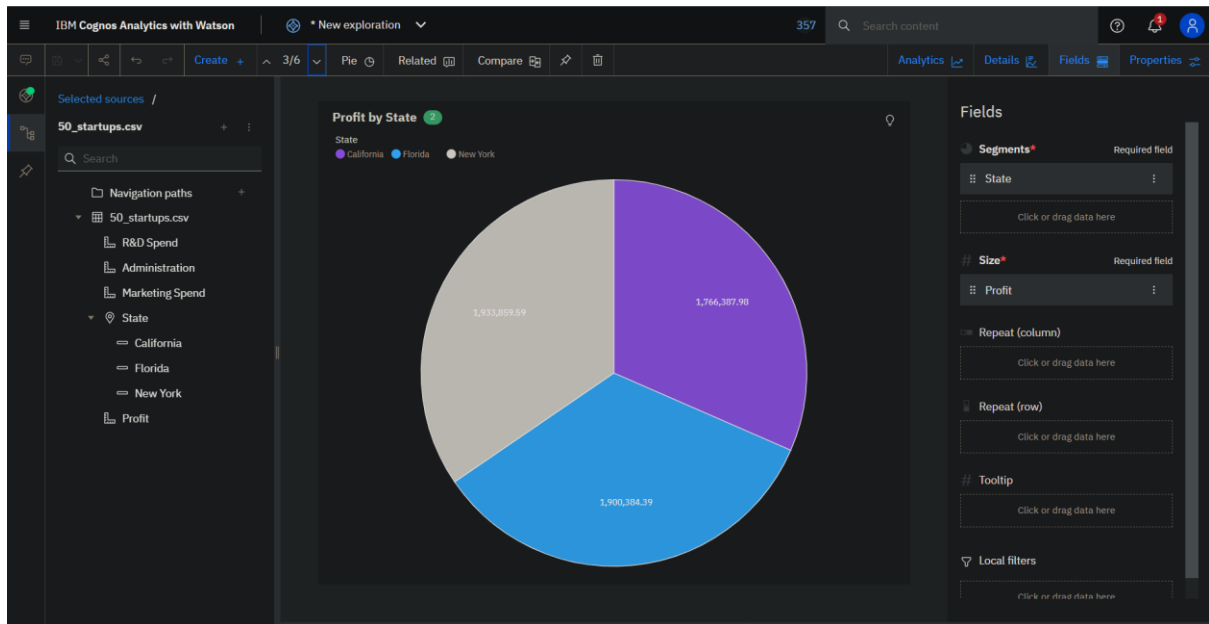 IBM Cognos Analytics with Watson
* New exploration
357
Search content
1
Create +
3/6
Pie
Related
Compare
Analytics
Details
Fields
Properties
Selected sources /
50_startups.csv
Search
Navigation paths
50_startups.csv
R&D Spend
Administration
Marketing Spend
State
California
Florida
New York
Profit
Profit by State 2
State
California Florida New York
1,933,859.59
1,766,387.98
1,900,384.39
Fields
Segments* Required field
State
Click or drag data here
# Size* Required field
Profit
Repeat (column)
Click or drag data here
Repeat (row)
Click or drag data here
# Tooltip
Click or drag data here
Local filters
Click or drag data here